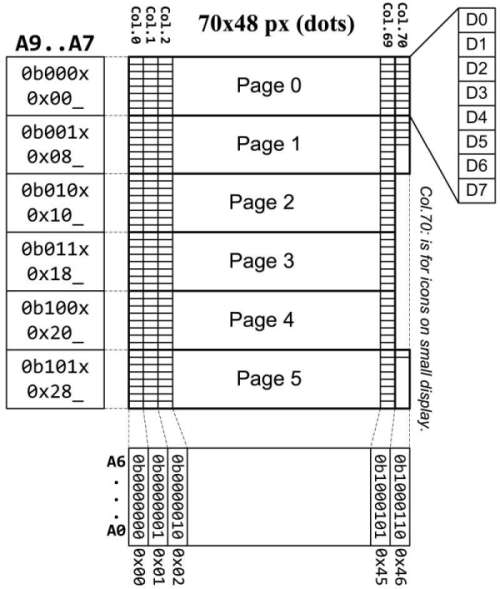 Col.0
Col.1
Col.2
70x48 px (dots)
Col.69
Col.70
D0
D1
D2
D3
D4
D5
D6
D7
A9..A7
0b000x
0x00_
Page 0
0b001x
0x08_
Page 1
0b010x
0x10_
Page 2
0b011x
0x18_
Page 3
0b100x
0x20_
Page 4
0b101x
0x28_
Page 5
Col.70: is for icons on small display.
A6
.
.
.
.
A0
0b0000000
0b0000001
0b0000010
0b1000101
0b1000110
0x00
0x01
0x02
0x45
0x46